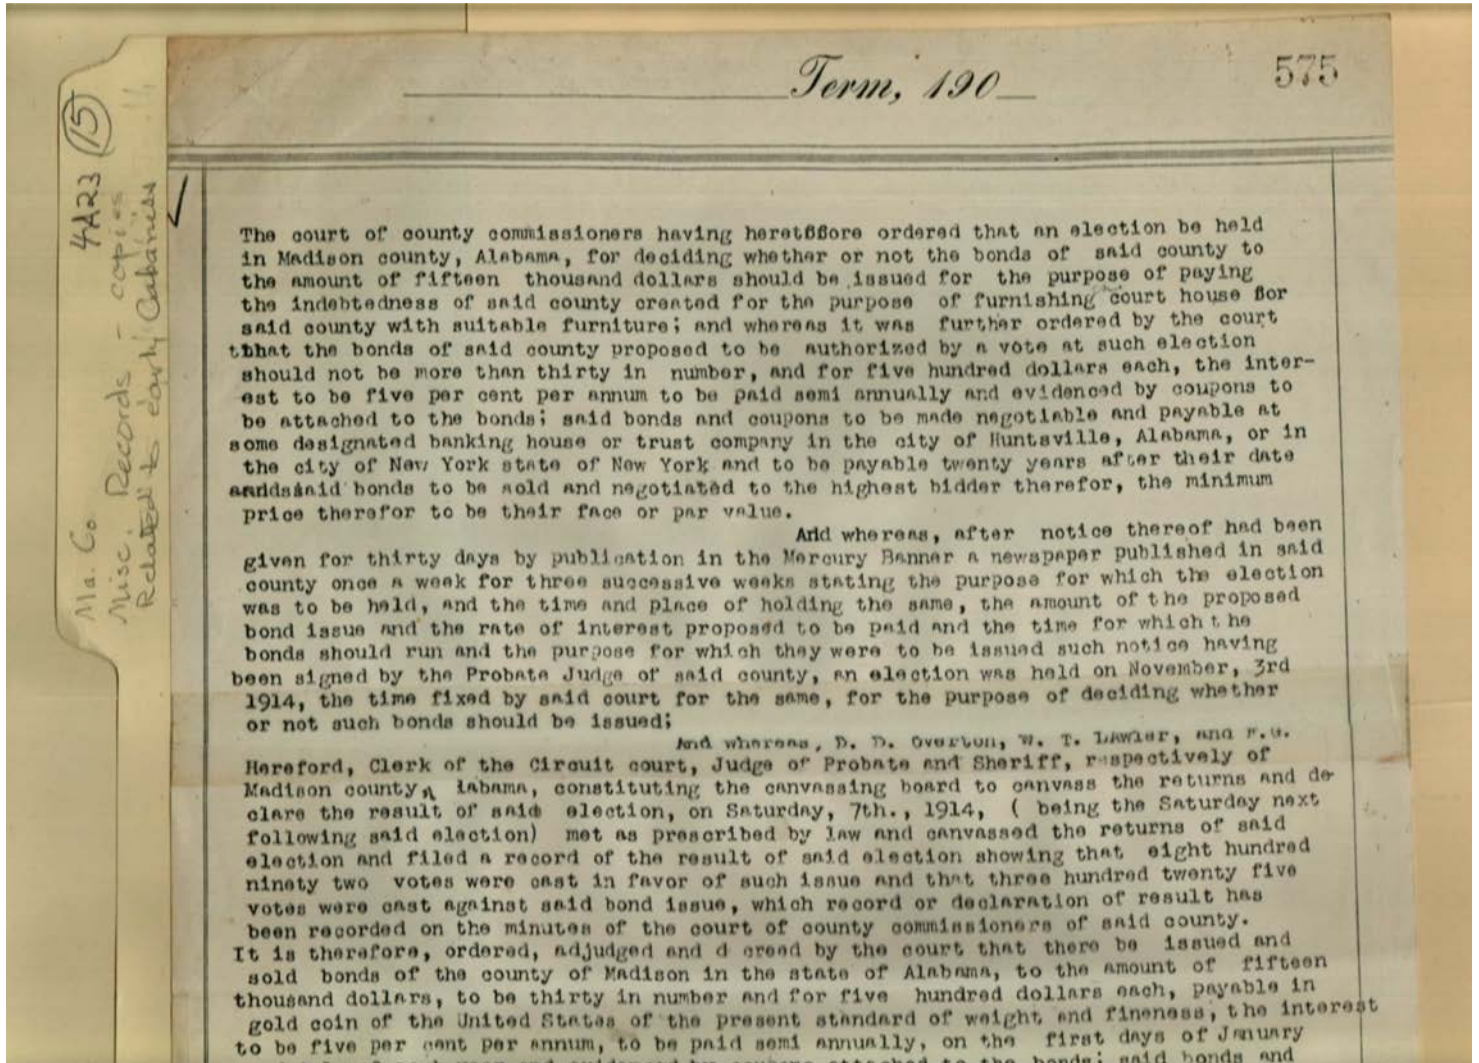 Term, 190
575
4A23 (15)
Ma. Co.
Misc. Records - copies
Related to early Cabaniss
The court of county commissioners having heretofore ordered that an election be held
in Madison county, Alabama, for deciding whether or not the bonds of said county to
the amount of fifteen thousand dollars should be issued for the purpose of paying
the indebtedness of said county created for the purpose of furnishing court house for
said county with suitable furniture; and whereas it was further ordered by the court
tthat the bonds of said county proposed to be authorized by a vote at such election
should not be more than thirty in number, and for five hundred dollars each, the inter-
est to be five per cent per annum to be paid semi annually and evidenced by coupons to
be attached to the bonds; said bonds and coupons to be made negotiable and payable at
some designated banking house or trust company in the city of Huntsville, Alabama, or in
the city of New York state of New York and to be payable twenty years after their date
said bonds to be sold and negotiated to the highest bidder therefor, the minimum
price therefor to be their face or par value.
And whereas, after notice thereof had been
given for thirty days by publication in the Mercury Banner a newspaper published in said
county once a week for three successive weeks stating the purpose for which the election
was to be held, and the time and place of holding the same, the amount of the proposed
bond issue and the rate of interest proposed to be paid and the time for which the
bonds should run and the purpose for which they were to be issued such notice having
been signed by the Probate Judge of said county, an election was held on November, 3rd
1914, the time fixed by said court for the same, for the purpose of deciding whether
or not such bonds should be issued;
And whereas, D. D. Overton, W. T. Lawler, and F.G.
Hereford, Clerk of the Circuit court, Judge of Probate and Sheriff, r spectively of
Madison county, A labama, constituting the canvassing board to canvass the returns and de-
clare the result of said election, on Saturday, 7th., 1914, ( being the Saturday next
following said election) met as prescribed by law and canvassed the returns of said
election and filed a record of the result of said election showing that eight hundred
ninety two votes were cast in favor of such issue and that three hundred twenty five
votes were cast against said bond issue, which record or declaration of result has
been recorded on the minutes of the court of county commissioners of said county.
It is therefore, ordered, adjudged and d creed by the court that there be issued and
sold bonds of the county of Madison in the state of Alabama, to the amount of fifteen
thousand dollars, to be thirty in number and for five hundred dollars each, payable in
gold coin of the United States of the present standard of weight and fineness, the interest
to be five per cent per annum, to be paid semi annually, on the first days of January
attached to the bonds; said bonds and